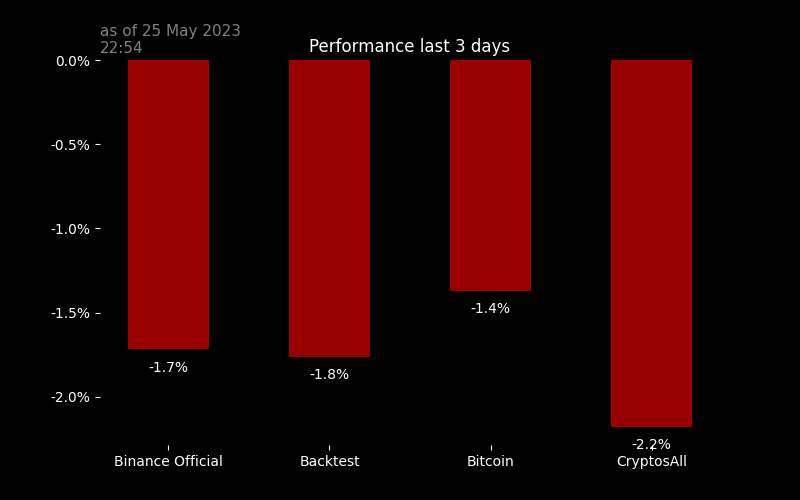 as of 25 May 2023
22:54
Performance last 3 days
0.0%
-0.5%
-1.0%
-1.5%
-2.0%
-1.7%
-1.8%
-1.4%
-2.2%
Binance Official
Backtest
Bitcoin
CryptosAll